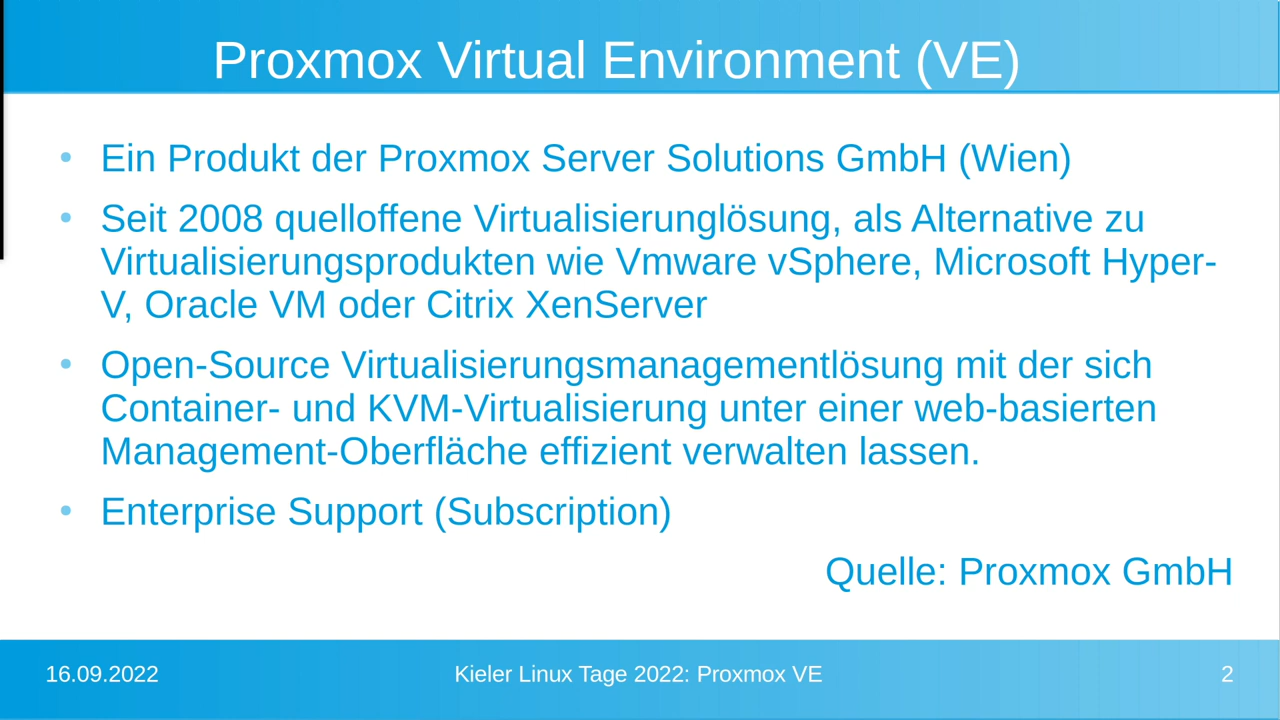 Proxmox Virtual Environment (VE)
• Ein Produkt der Proxmox Server Solutions GmbH (Wien)
• Seit 2008 quelloffene Virtualisierunglösung, als Alternative zu
Virtualisierungsprodukten wie Vmware vSphere, Microsoft Hyper-
V, Oracle VM oder Citrix XenServer
• Open-Source Virtualisierungsmanagementlösung mit der sich
Container- und KVM-Virtualisierung unter einer web-basierten
Management-Oberfläche effizient verwalten lassen.
• Enterprise Support (Subscription)
Quelle: Proxmox GmbH
16.09.2022
Kieler Linux Tage 2022: Proxmox VE
2